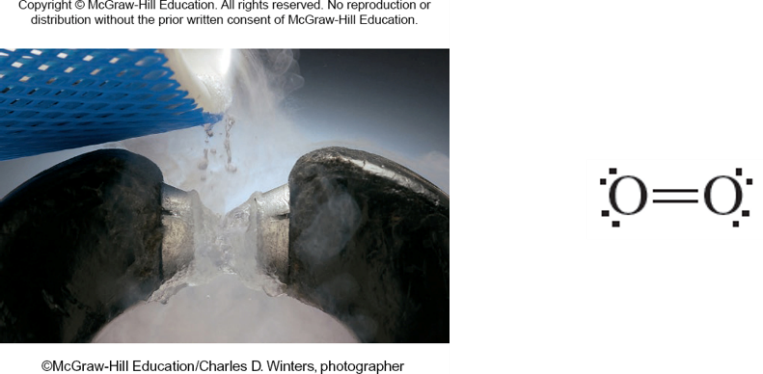 Copyright © McGraw-Hill Education. All rights reserved. No reproduction or
distribution without the prior written consent of McGraw-Hill Education.
O=O
©McGraw-Hill Education/Charles D. Winters, photographer